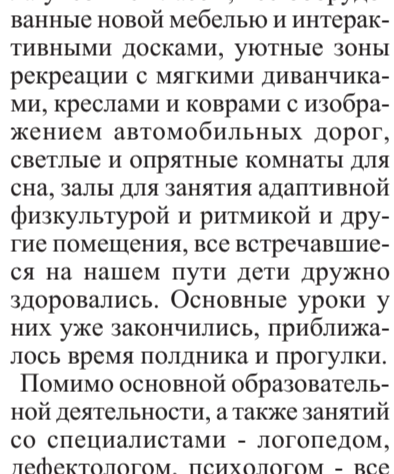 ванные новой мебелью и интерак-
тивными досками, уютные зоны
рекреации с мягкими диванчика-
ми, креслами и коврами с изобра-
жением автомобильных дорог,
светлые и опрятные комнаты для
сна, залы для занятия адаптивной
физкультурой и ритмикой и дру-
гие помещения, все встречавшие-
ся на нашем пути дети дружно
здоровались. Основные уроки у
них уже закончились, приближа-
лось время полдника и прогулки.
Помимо основной образователь-
ной деятельности, а также занятий
со специалистами - логопедом,
дефектологом, психологом - все